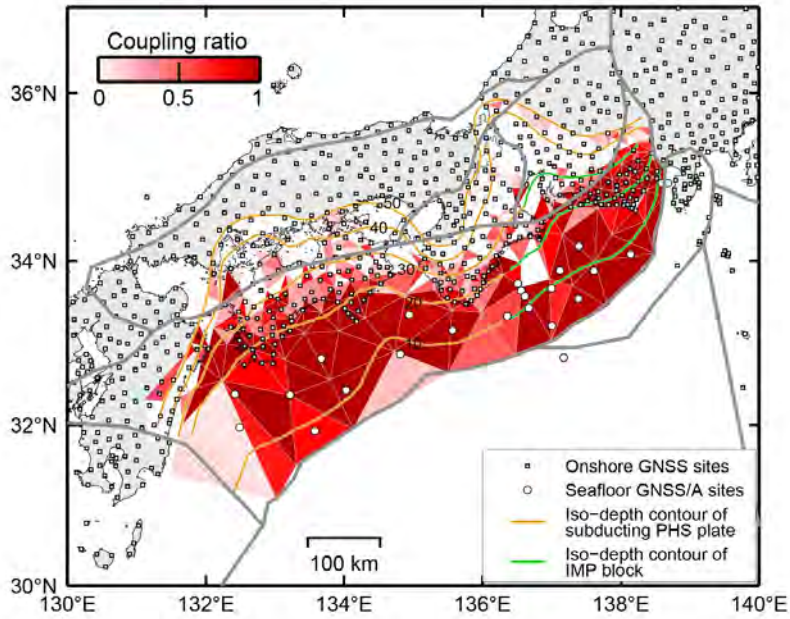 Coupling ratio
0 0.5 1
36°N
34°N
32°N
30°N
50
40
30
20
10
Onshore GNSS sites
Seafloor GNSS/A sites
Iso-depth contour of
subducting PHS plate
Iso-depth contour of
IMP block
100 km
130°E 132°E 134°E 136°E 138°E 140°E